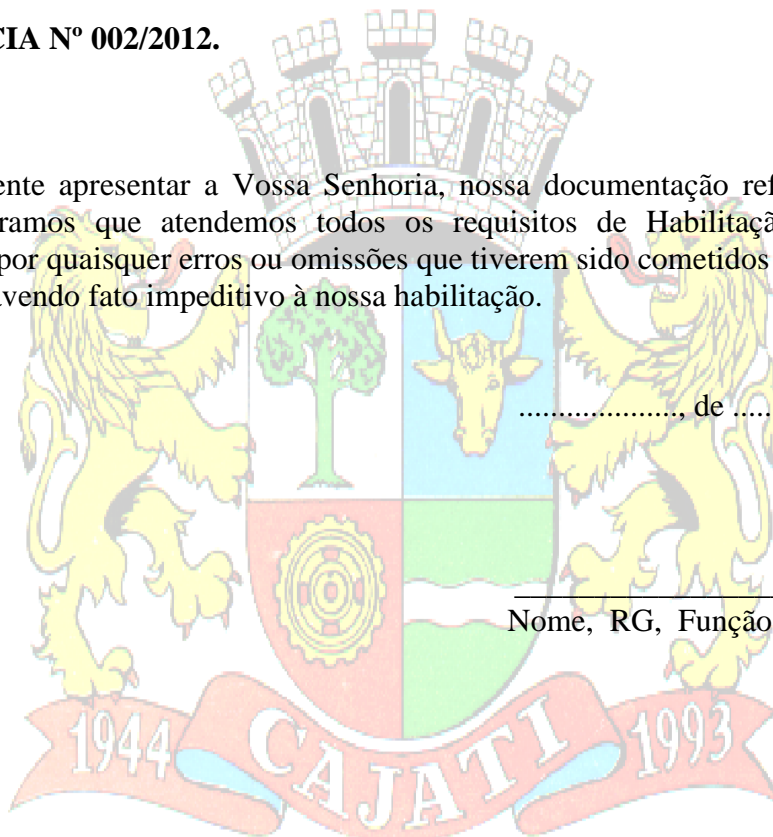 CIA Nº 002/2012.
ente apresentar a Vossa Senhoria, nossa documentação ref
ramos que atendemos todos os requisitos de Habilitaçã
por quaisquer erros ou omissões que tiverem sido cometidos
vendo fato impeditivo à nossa habilitação.
..................., de .....
Nome, RG, Função
1944 CAJATI 1993